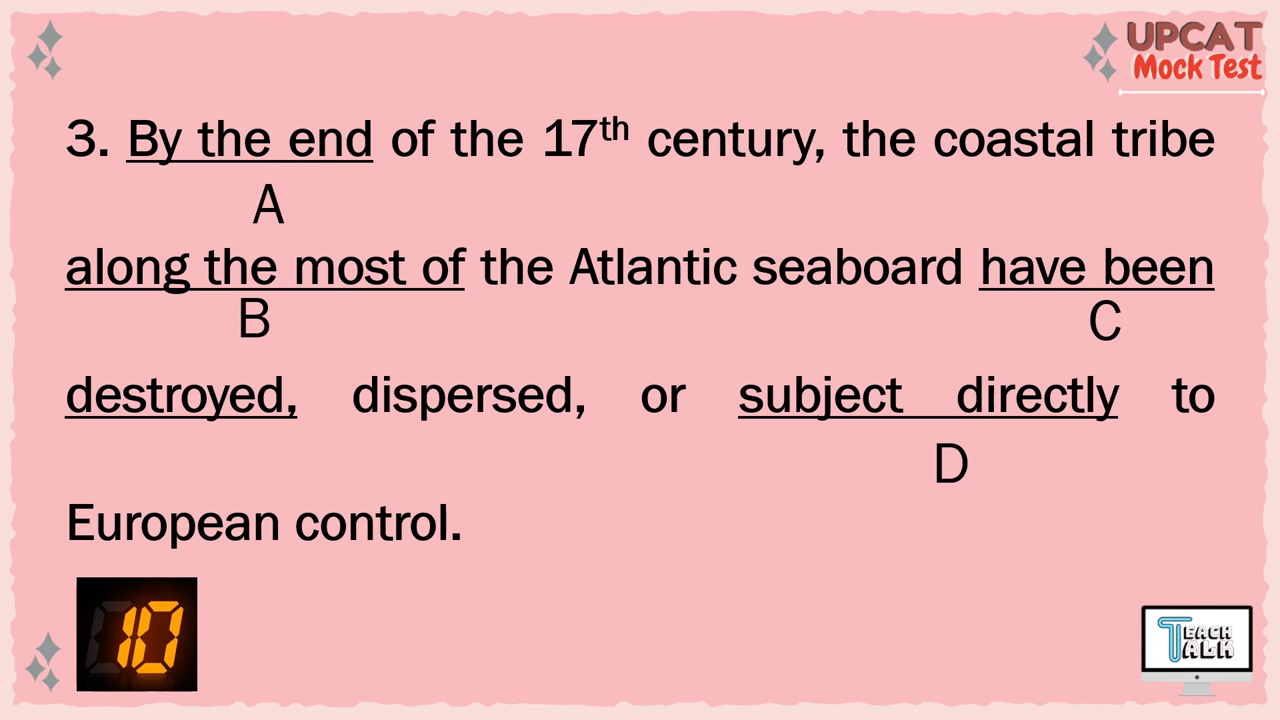 UPCAT
Mock Test
3. By the end of the 17th century, the coastal tribe
A
along the most of the Atlantic seaboard have been
B C
destroyed, dispersed, or subject directly to
D
European control.
10
TEACH
TALK